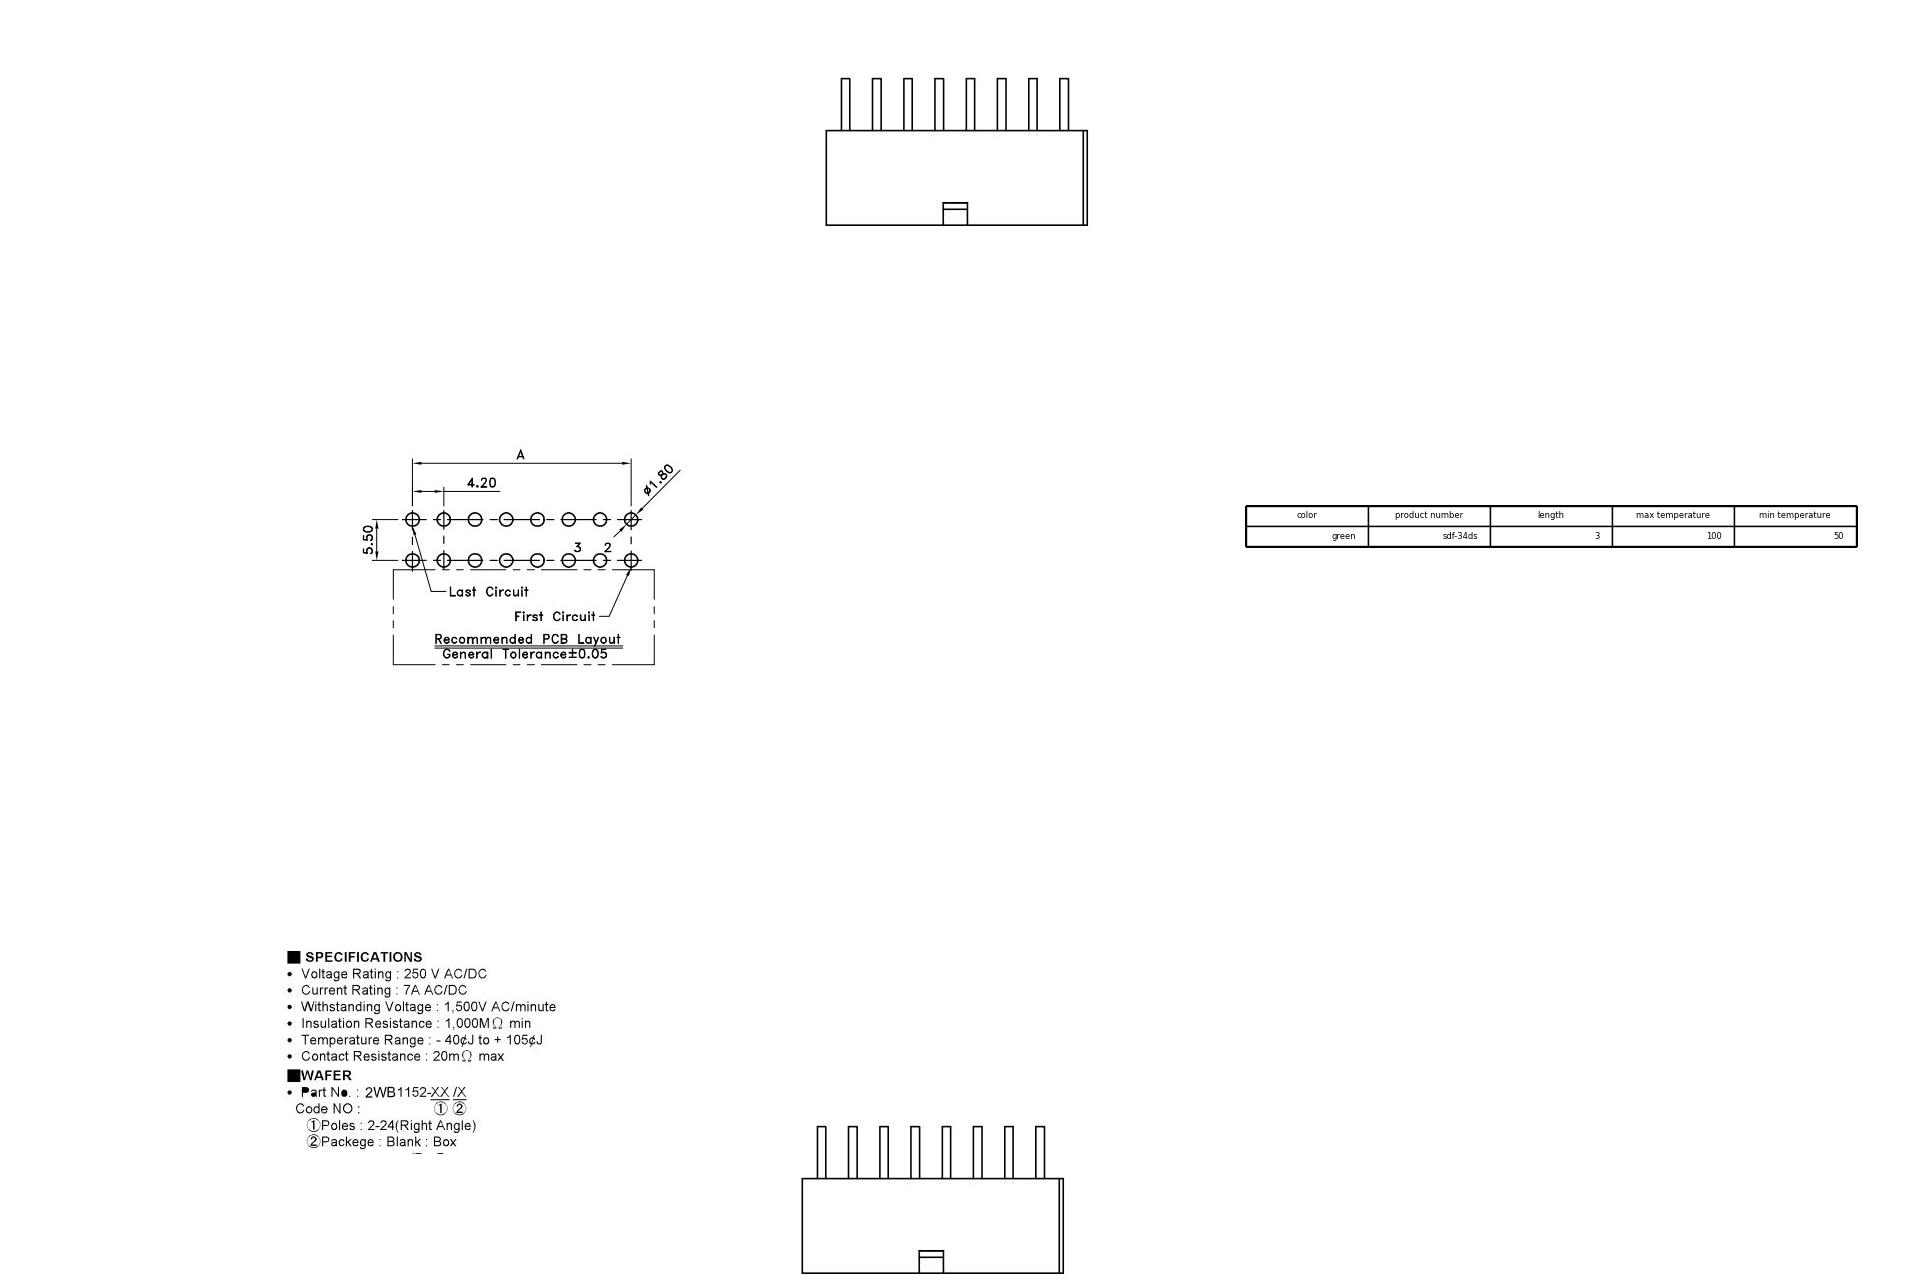 A
4.20
ø1.80
5.50
3 2
Last Circuit
First Circuit
Recommended PCB Layout
General Tolerance±0.05
color product number length max temperature min temperature
green sdf-34ds 3 100 50
■ SPECIFICATIONS
• Voltage Rating : 250 V AC/DC
• Current Rating : 7A AC/DC
• Withstanding Voltage : 1,500V AC/minute
• Insulation Resistance : 1,000MΩ min
• Temperature Range : - 40¢J to + 105¢J
• Contact Resistance : 20mΩ max
■WAFER
• Part No. : 2WB1152-XX /X
Code NO : ① ②
①Poles : 2-24(Right Angle)
②Packege : Blank : Box